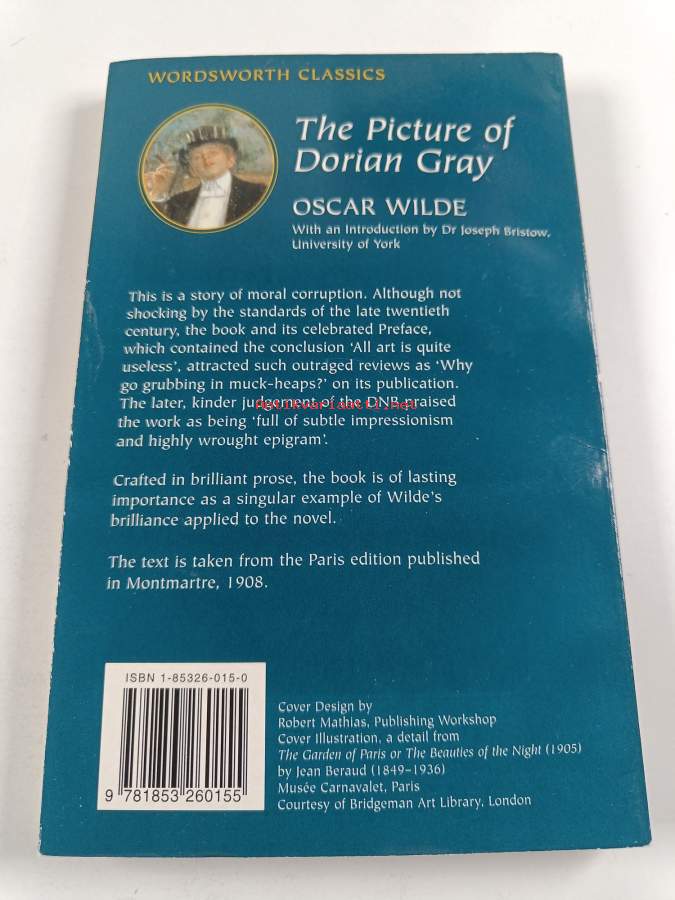 WORDSWORTH CLASSICS
The Picture of
Dorian Gray
OSCAR WILDE
With an Introduction by Dr Joseph Bristow,
University of York
This is a story of moral corruption. Although not
shocking by the standards of the late twentieth
century, the book and its celebrated Preface,
which contained the conclusion ‘All art is quite
useless’, attracted such outraged reviews as ‘Why
go grubbing in muck-heaps?’ on its publication.
The later, kinder judgement of the DNB praised
Antikvariaatti.net
the work as being ‘full of subtle impressionism
and highly wrought epigram’.
Crafted in brilliant prose, the book is of lasting
importance as a singular example of Wilde’s
brilliance applied to the novel.
The text is taken from the Paris edition published
in Montmartre, 1908.
ISBN 1-85326-015-0
9 781853 260155
Cover Design by
Robert Mathias, Publishing Workshop
Cover Illustration, a detail from
The Garden of Paris or The Beauties of the Night (1905)
by Jean Beraud (1849-1936)
Musée Carnavalet, Paris
Courtesy of Bridgeman Art Library, London